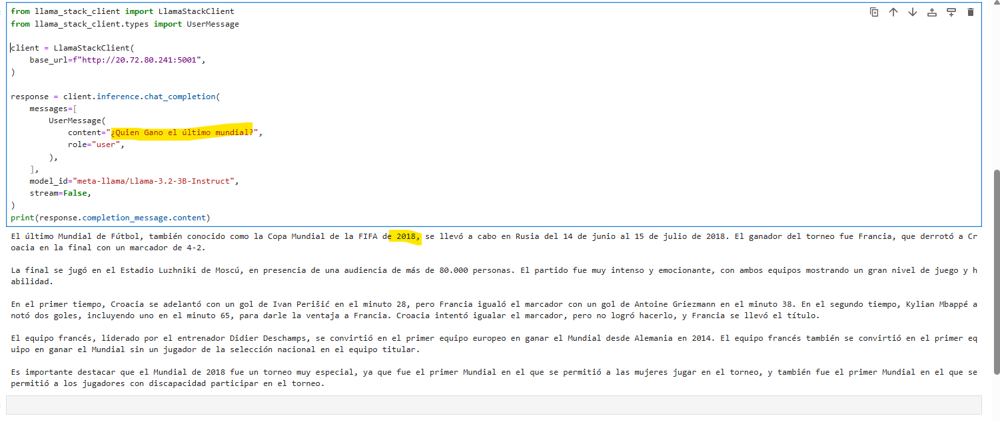 from llama_stack_client import LlamaStackClient
from llama_stack_client.types import UserMessage
client = LlamaStackClient(
    base_url=f"http://20.72.80.241:5001",
)
response = client.inference.chat_completion(
    messages=[
        UserMessage(
            content="¿Quien Gano el último mundial?",
            role="user",
        ),
    ],
    model_id="meta-llama/Llama-3.2-3B-Instruct",
    stream=False,
)
print(response.completion_message.content)
El último Mundial de Fútbol, también conocido como la Copa Mundial de la FIFA de 2018, se llevó a cabo en Rusia del 14 de junio al 15 de julio de 2018. El ganador del torneo fue Francia, que derrotó a Cr
oacia en la final con un marcador de 4-2.
La final se jugó en el Estadio Luzhniki de Moscú, en presencia de una audiencia de más de 80.000 personas. El partido fue muy intenso y emocionante, con ambos equipos mostrando un gran nivel de juego y h
abilidad.
En el primer tiempo, Croacia se adelantó con un gol de Ivan Perišić en el minuto 28, pero Francia igualó el marcador con un gol de Antoine Griezmann en el minuto 38. En el segundo tiempo, Kylian Mbappé a
notó dos goles, incluyendo uno en el minuto 65, para darle la ventaja a Francia. Croacia intentó igualar el marcador, pero no logró hacerlo, y Francia se llevó el título.
El equipo francés, liderado por el entrenador Didier Deschamps, se convirtió en el primer equipo europeo en ganar el Mundial desde Alemania en 2014. El equipo francés también se convirtió en el primer eq
uipo en ganar el Mundial sin un jugador de la selección nacional en el equipo titular.
Es importante destacar que el Mundial de 2018 fue un torneo muy especial, ya que fue el primer Mundial en el que se permitió a las mujeres jugar en el torneo, y también fue el primer Mundial en el que se
permitió a los jugadores con discapacidad participar en el torneo.